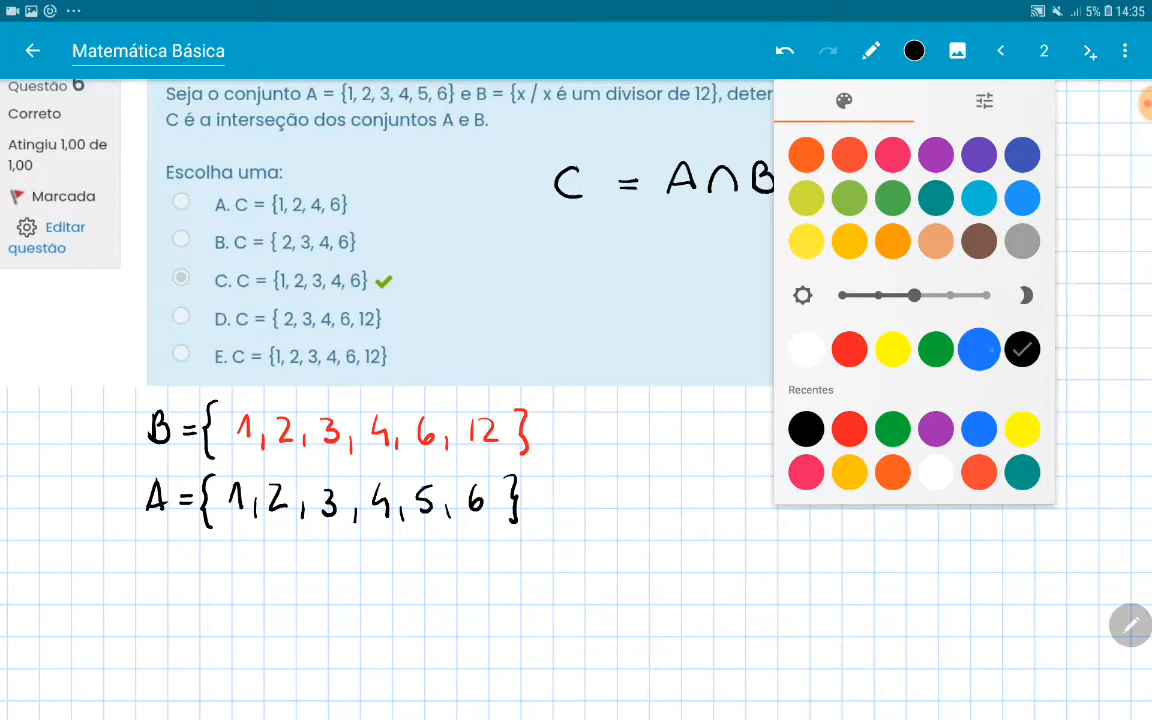 5% 14:35
Matemática Básica
2
Questão 6
Correto
Atingiu 1,00 de
1,00
Marcada
Editar
questão
Seja o conjunto A = {1, 2, 3, 4, 5, 6} e B = {x / x é um divisor de 12}, deter
C é a interseção dos conjuntos A e B.
Escolha uma:
A. C = {1, 2, 4, 6}
B. C = { 2, 3, 4, 6}
C. C = {1, 2, 3, 4, 6}
D. C = { 2, 3, 4, 6, 12}
E. C = {1, 2, 3, 4, 6, 12}
C = A∩B
B = { 1, 2, 3, 4, 6, 12 }
A = { 1, 2, 3, 4, 5, 6 }
Recentes